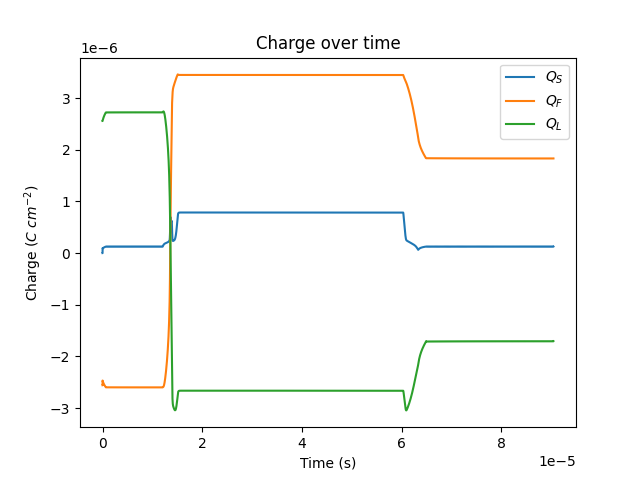 Charge over time
1e−6
3
2
1
0
−1
−2
−3
Charge (C cm⁻²)
Q_S
Q_F
Q_L
0 2 4 6 8
1e−5
Time (s)